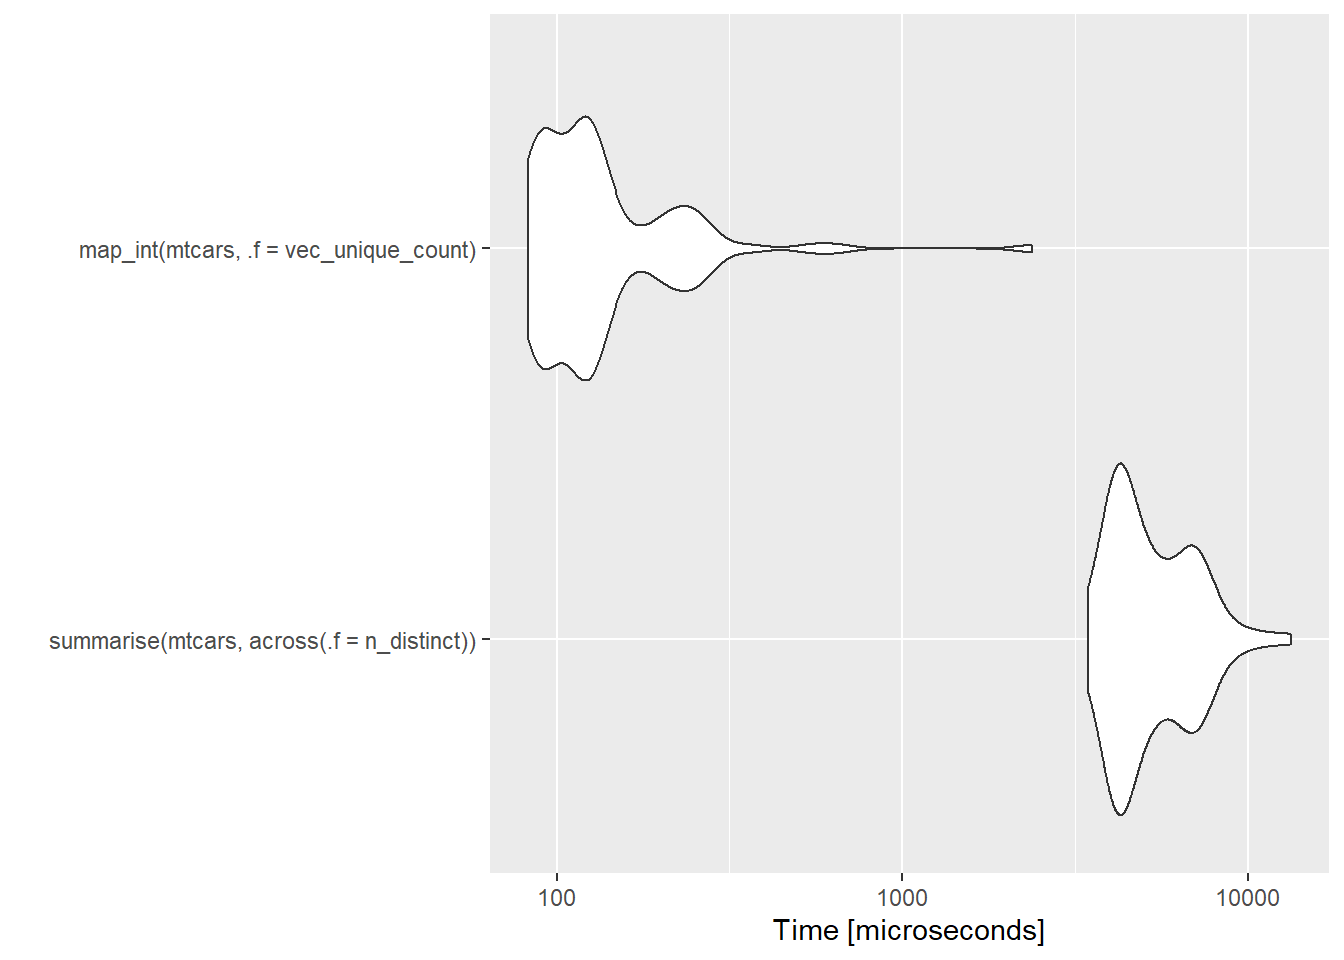 map_int(mtcars, .f = vec_unique_count)
summarise(mtcars, across(.f = n_distinct))
100 1000 10000
Time [microseconds]